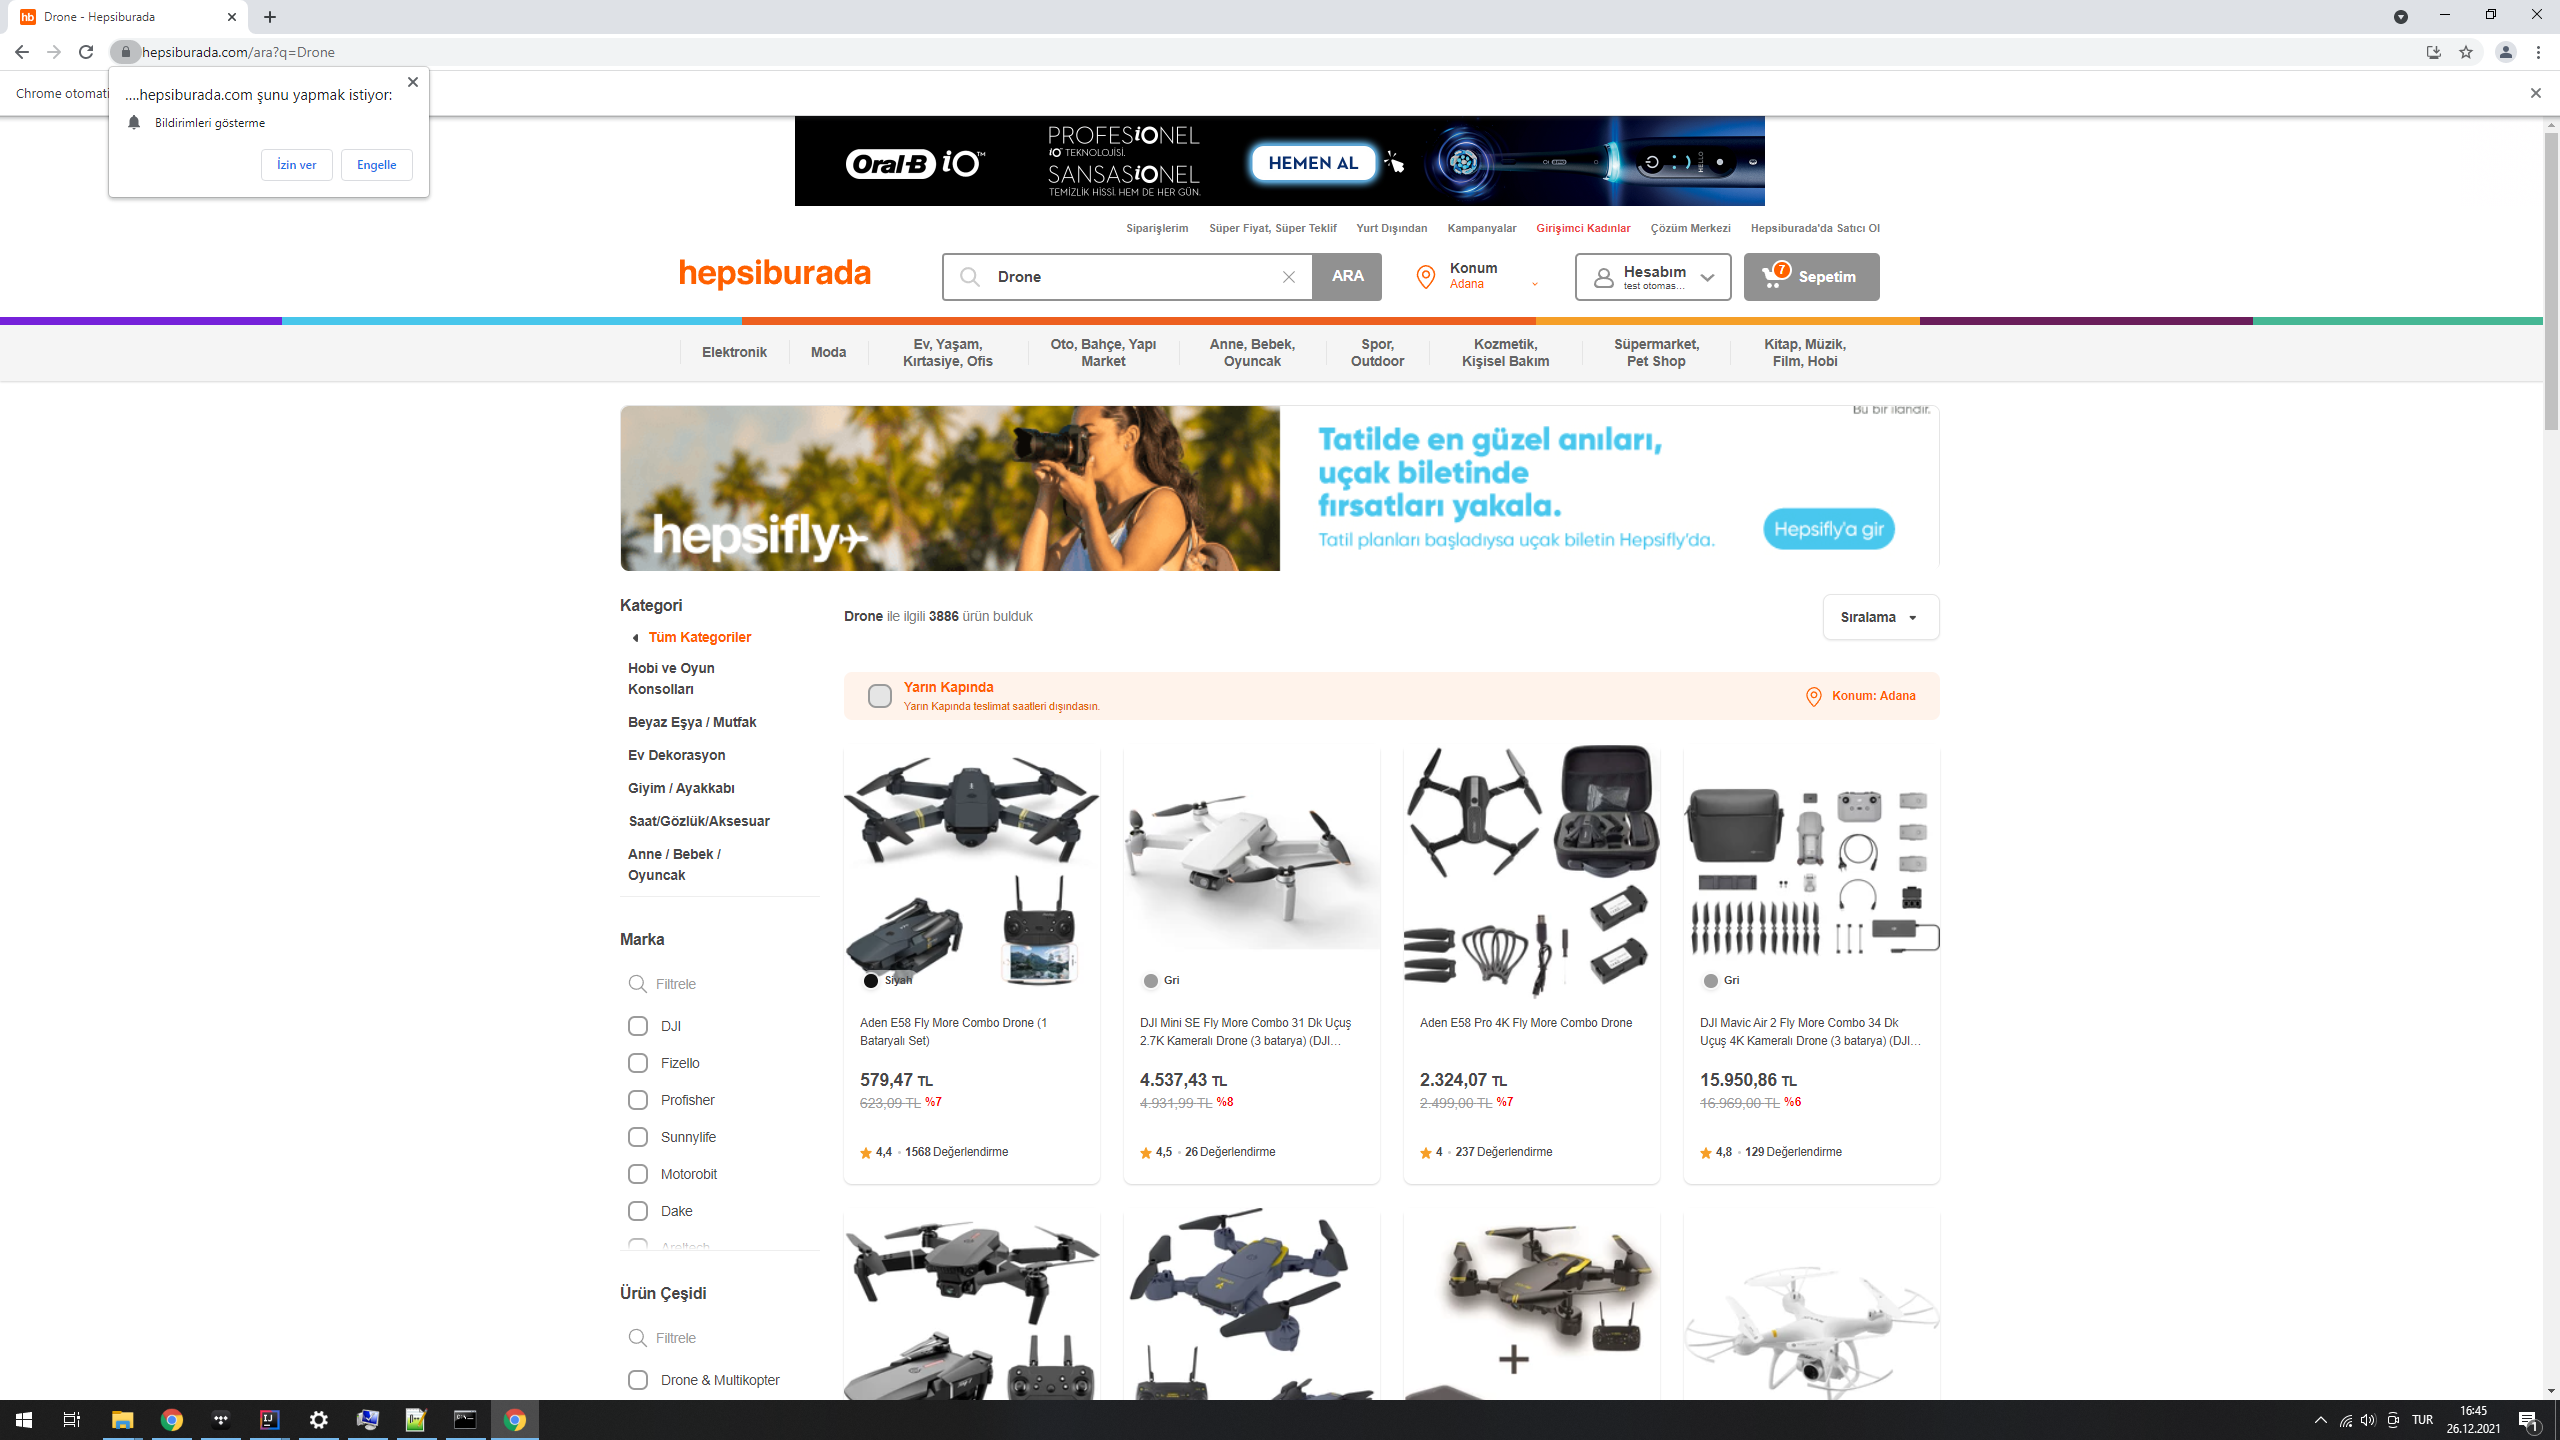 Drone - Hepsiburada
hepsiburada.com/ara?q=Drone
Chrome otomati
....hepsiburada.com şunu yapmak istiyor:
Bildirimleri gösterme
İzin ver
Engelle
Oral-B iO™
PROFESiONEL
iO TEKNOLOJİSİ.
SANSASiONEL
TEMİZLİK HİSSİ. HEM DE HER GÜN.
HEMEN AL
HELLO
Siparişlerim
Süper Fiyat, Süper Teklif
Yurt Dışından
Kampanyalar
Girişimci Kadınlar
Çözüm Merkezi
Hepsiburada'da Satıcı Ol
hepsiburada
Drone
ARA
Konum
Adana
Hesabım
test otomas...
7
Sepetim
Elektronik
Moda
Ev, Yaşam,
Kırtasiye, Ofis
Oto, Bahçe, Yapı
Market
Anne, Bebek,
Oyuncak
Spor,
Outdoor
Kozmetik,
Kişisel Bakım
Süpermarket,
Pet Shop
Kitap, Müzik,
Film, Hobi
Bu bir ilandır.
hepsifly
Tatilde en güzel anıları,
uçak biletinde
fırsatları yakala.
Tatil planları başladıysa uçak biletin Hepsifly'da.
Hepsifly'a gir
Kategori
Tüm Kategoriler
Hobi ve Oyun
Konsolları
Beyaz Eşya / Mutfak
Ev Dekorasyon
Giyim / Ayakkabı
Saat/Gözlük/Aksesuar
Anne / Bebek /
Oyuncak
Marka
Filtrele
DJI
Fizello
Profisher
Sunnylife
Motorobit
Dake
Ürün Çeşidi
Filtrele
Drone & Multikopter
Drone ile ilgili 3886 ürün bulduk
Sıralama
Yarın Kapında
Yarın Kapında teslimat saatleri dışındasın.
Konum: Adana
Siyah
Aden E58 Fly More Combo Drone (1
Bataryalı Set)
579,47 TL
623,09 TL %7
4,4 • 1568 Değerlendirme
Gri
DJI Mini SE Fly More Combo 31 Dk Uçuş
2.7K Kameralı Drone (3 batarya) (DJI...
4.537,43 TL
4.931,99 TL %8
4,5 • 26 Değerlendirme
Aden E58 Pro 4K Fly More Combo Drone
2.324,07 TL
2.499,00 TL %7
4 • 237 Değerlendirme
Gri
DJI Mavic Air 2 Fly More Combo 34 Dk
Uçuş 4K Kameralı Drone (3 batarya) (DJI...
15.950,86 TL
16.969,00 TL %6
4,8 • 129 Değerlendirme
TUR
16:45
26.12.2021
1